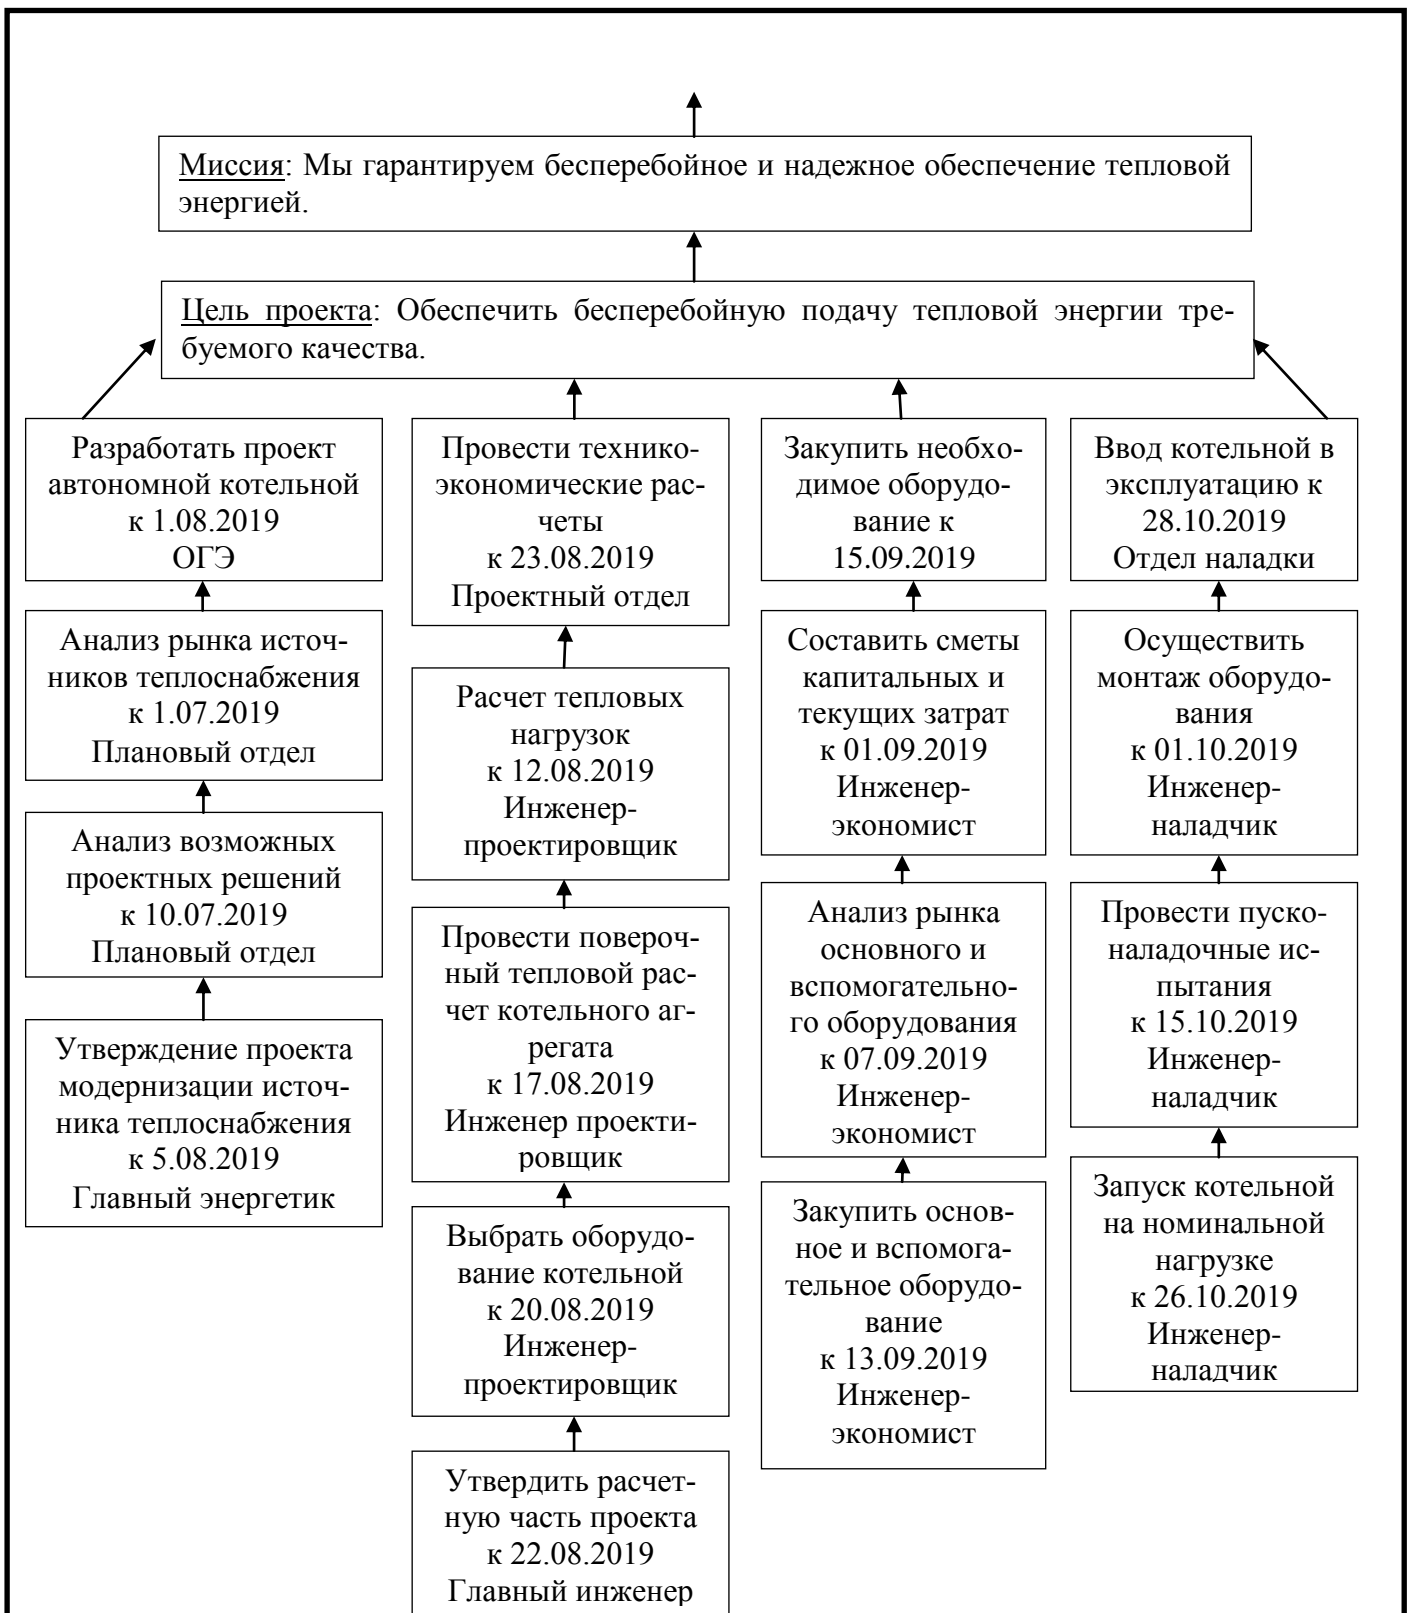 Миссия: Мы гарантируем бесперебойное и надежное обеспечение тепловой
энергией.
Цель проекта: Обеспечить бесперебойную подачу тепловой энергии тре-
буемого качества.
Разработать проект
автономной котельной
к 1.08.2019
ОГЭ
Анализ рынка источ-
ников теплоснабжения
к 1.07.2019
Плановый отдел
Анализ возможных
проектных решений
к 10.07.2019
Плановый отдел
Утверждение проекта
модернизации источ-
ника теплоснабжения
к 5.08.2019
Главный энергетик
Провести технико-
экономические рас-
четы
к 23.08.2019
Проектный отдел
Расчет тепловых
нагрузок
к 12.08.2019
Инженер-
проектировщик
Провести повероч-
ный тепловой рас-
чет котельного аг-
регата
к 17.08.2019
Инженер проекти-
ровщик
Выбрать оборудо-
вание котельной
к 20.08.2019
Инженер-
проектировщик
Утвердить расчет-
ную часть проекта
к 22.08.2019
Главный инженер
Закупить необхо-
димое оборудо-
вание к
15.09.2019
Составить сметы
капитальных и
текущих затрат
к 01.09.2019
Инженер-
экономист
Анализ рынка
основного и
вспомогательно-
го оборудования
к 07.09.2019
Инженер-
экономист
Закупить основ-
ное и вспомога-
тельное оборудо-
вание
к 13.09.2019
Инженер-
экономист
Ввод котельной в
эксплуатацию к
28.10.2019
Отдел наладки
Осуществить
монтаж оборудо-
вания
к 01.10.2019
Инженер-
наладчик
Провести пуско-
наладочные ис-
пытания
к 15.10.2019
Инженер-
наладчик
Запуск котельной
на номинальной
нагрузке
к 26.10.2019
Инженер-
наладчик